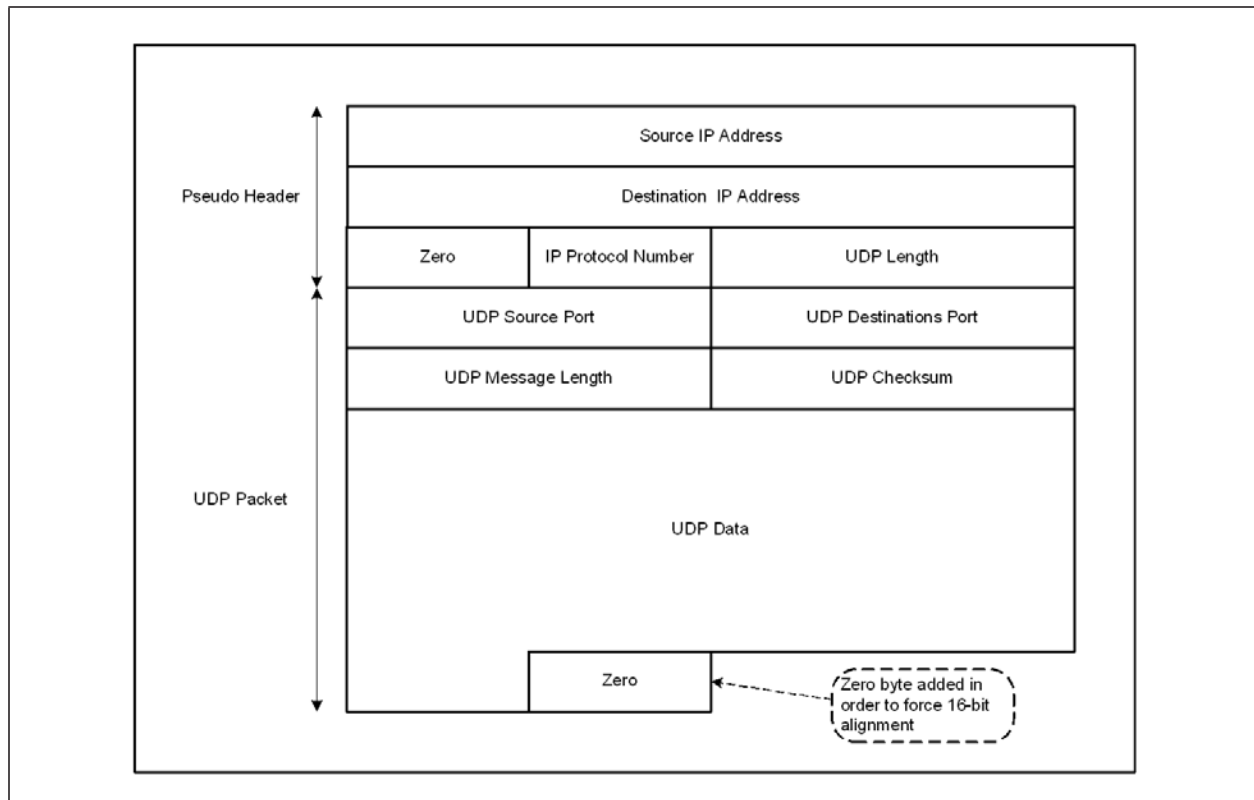 Source IP Address
Pseudo Header
Destination IP Address
Zero
IP Protocol Number
UDP Length
UDP Source Port
UDP Destinations Port
UDP Message Length
UDP Checksum
UDP Packet
UDP Data
Zero
Zero byte added in
order to force 16-bit
alignment